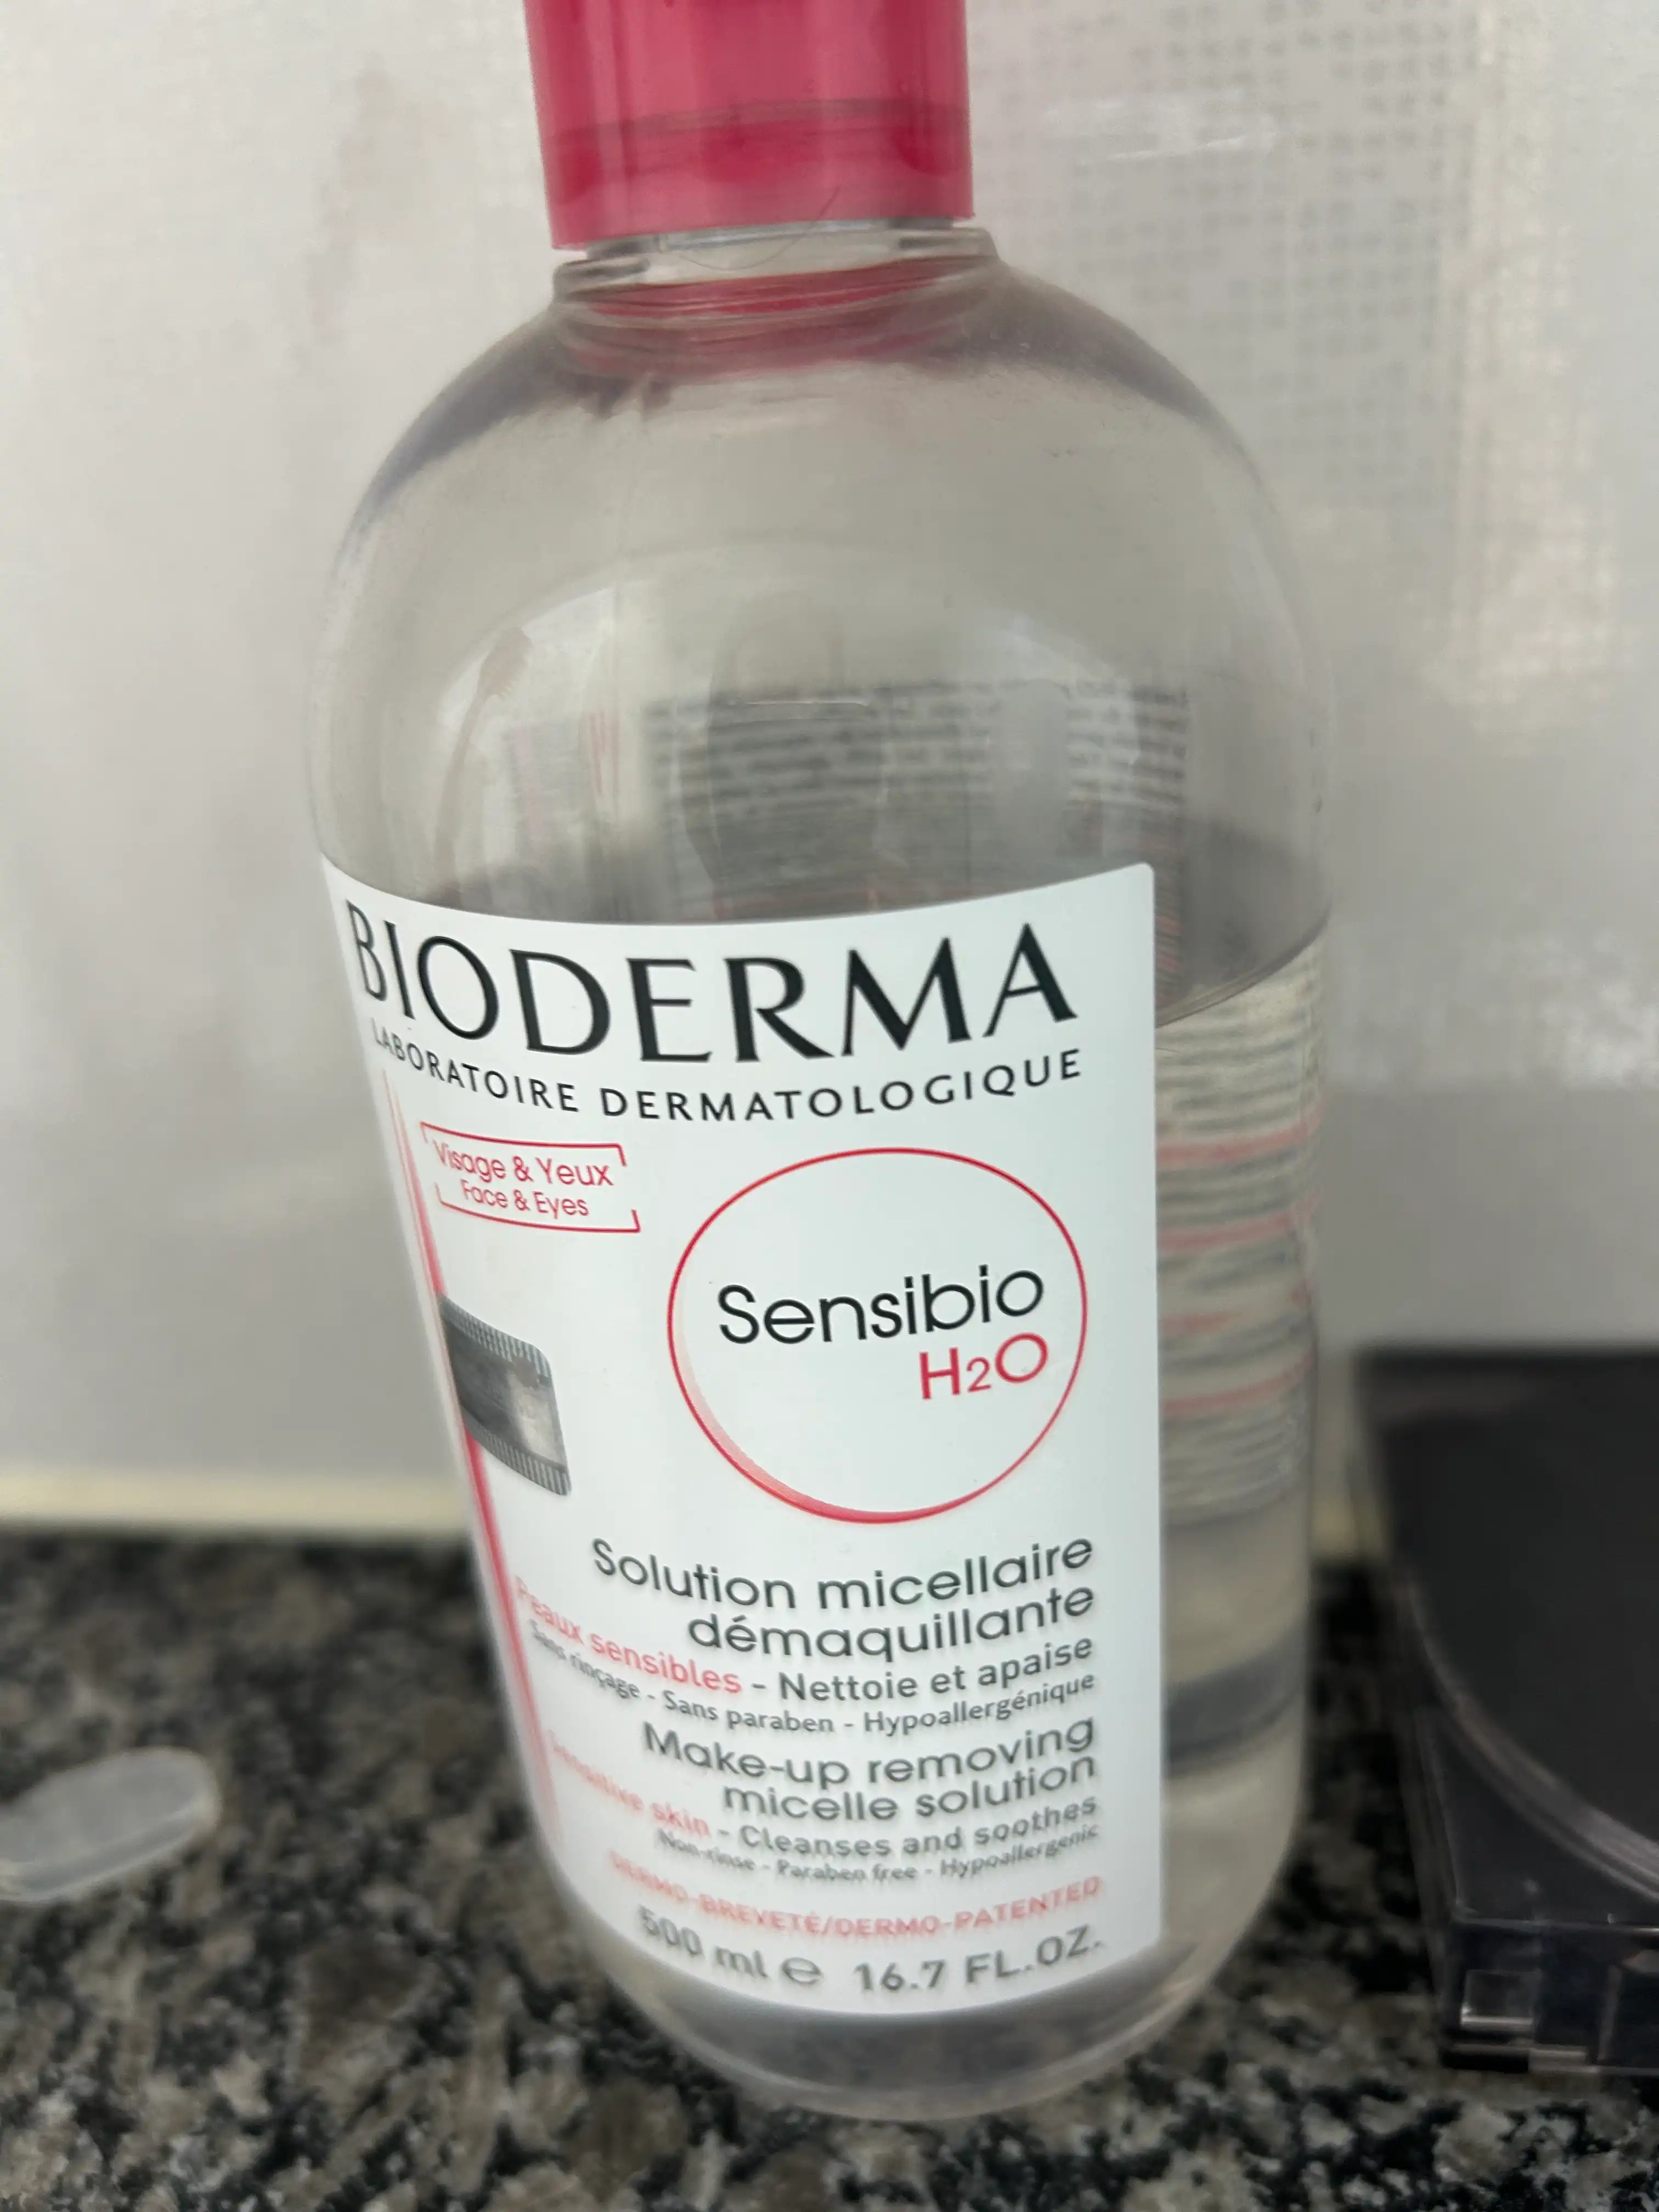 BIODERMA
LABORATOIRE DERMATOLOGIQUE
Visage & Yeux
Face & Eyes
Sensibio
H2O
Solution micellaire
démaquillante
Peaux sensibles - Nettoie et apaise
Sans rinçage - Sans paraben - Hypoallergénique
Make-up removing
micelle solution
Sensitive skin - Cleanses and soothes
Non-rinse - Paraben free - Hypoallergenic
DERMO-BREVETÉ/DERMO-PATENTED
500 ml e 16.7 FL.OZ.